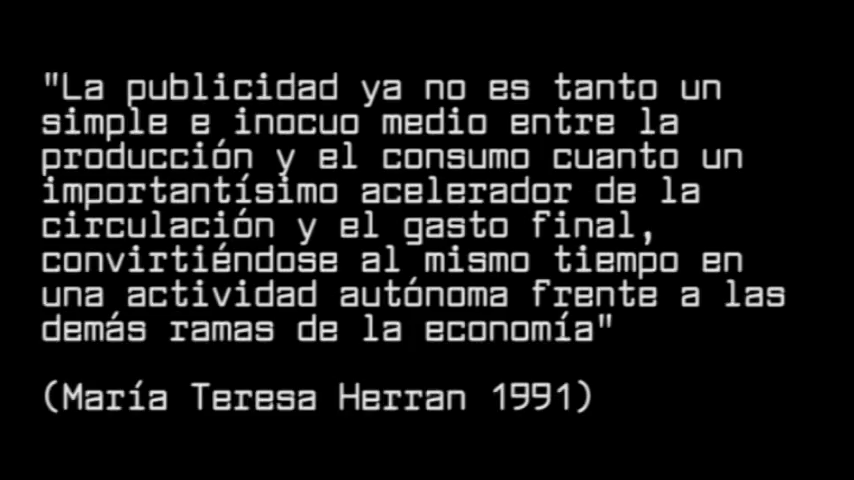 "La publicidad ya no es tanto un
simple e inocuo medio entre la
producción y el consumo cuanto un
importantísimo acelerador de la
circulación y el gasto final,
convirtiéndose al mismo tiempo en
una actividad autónoma frente a las
demás ramas de la economía"
(María Teresa Herran 1991)